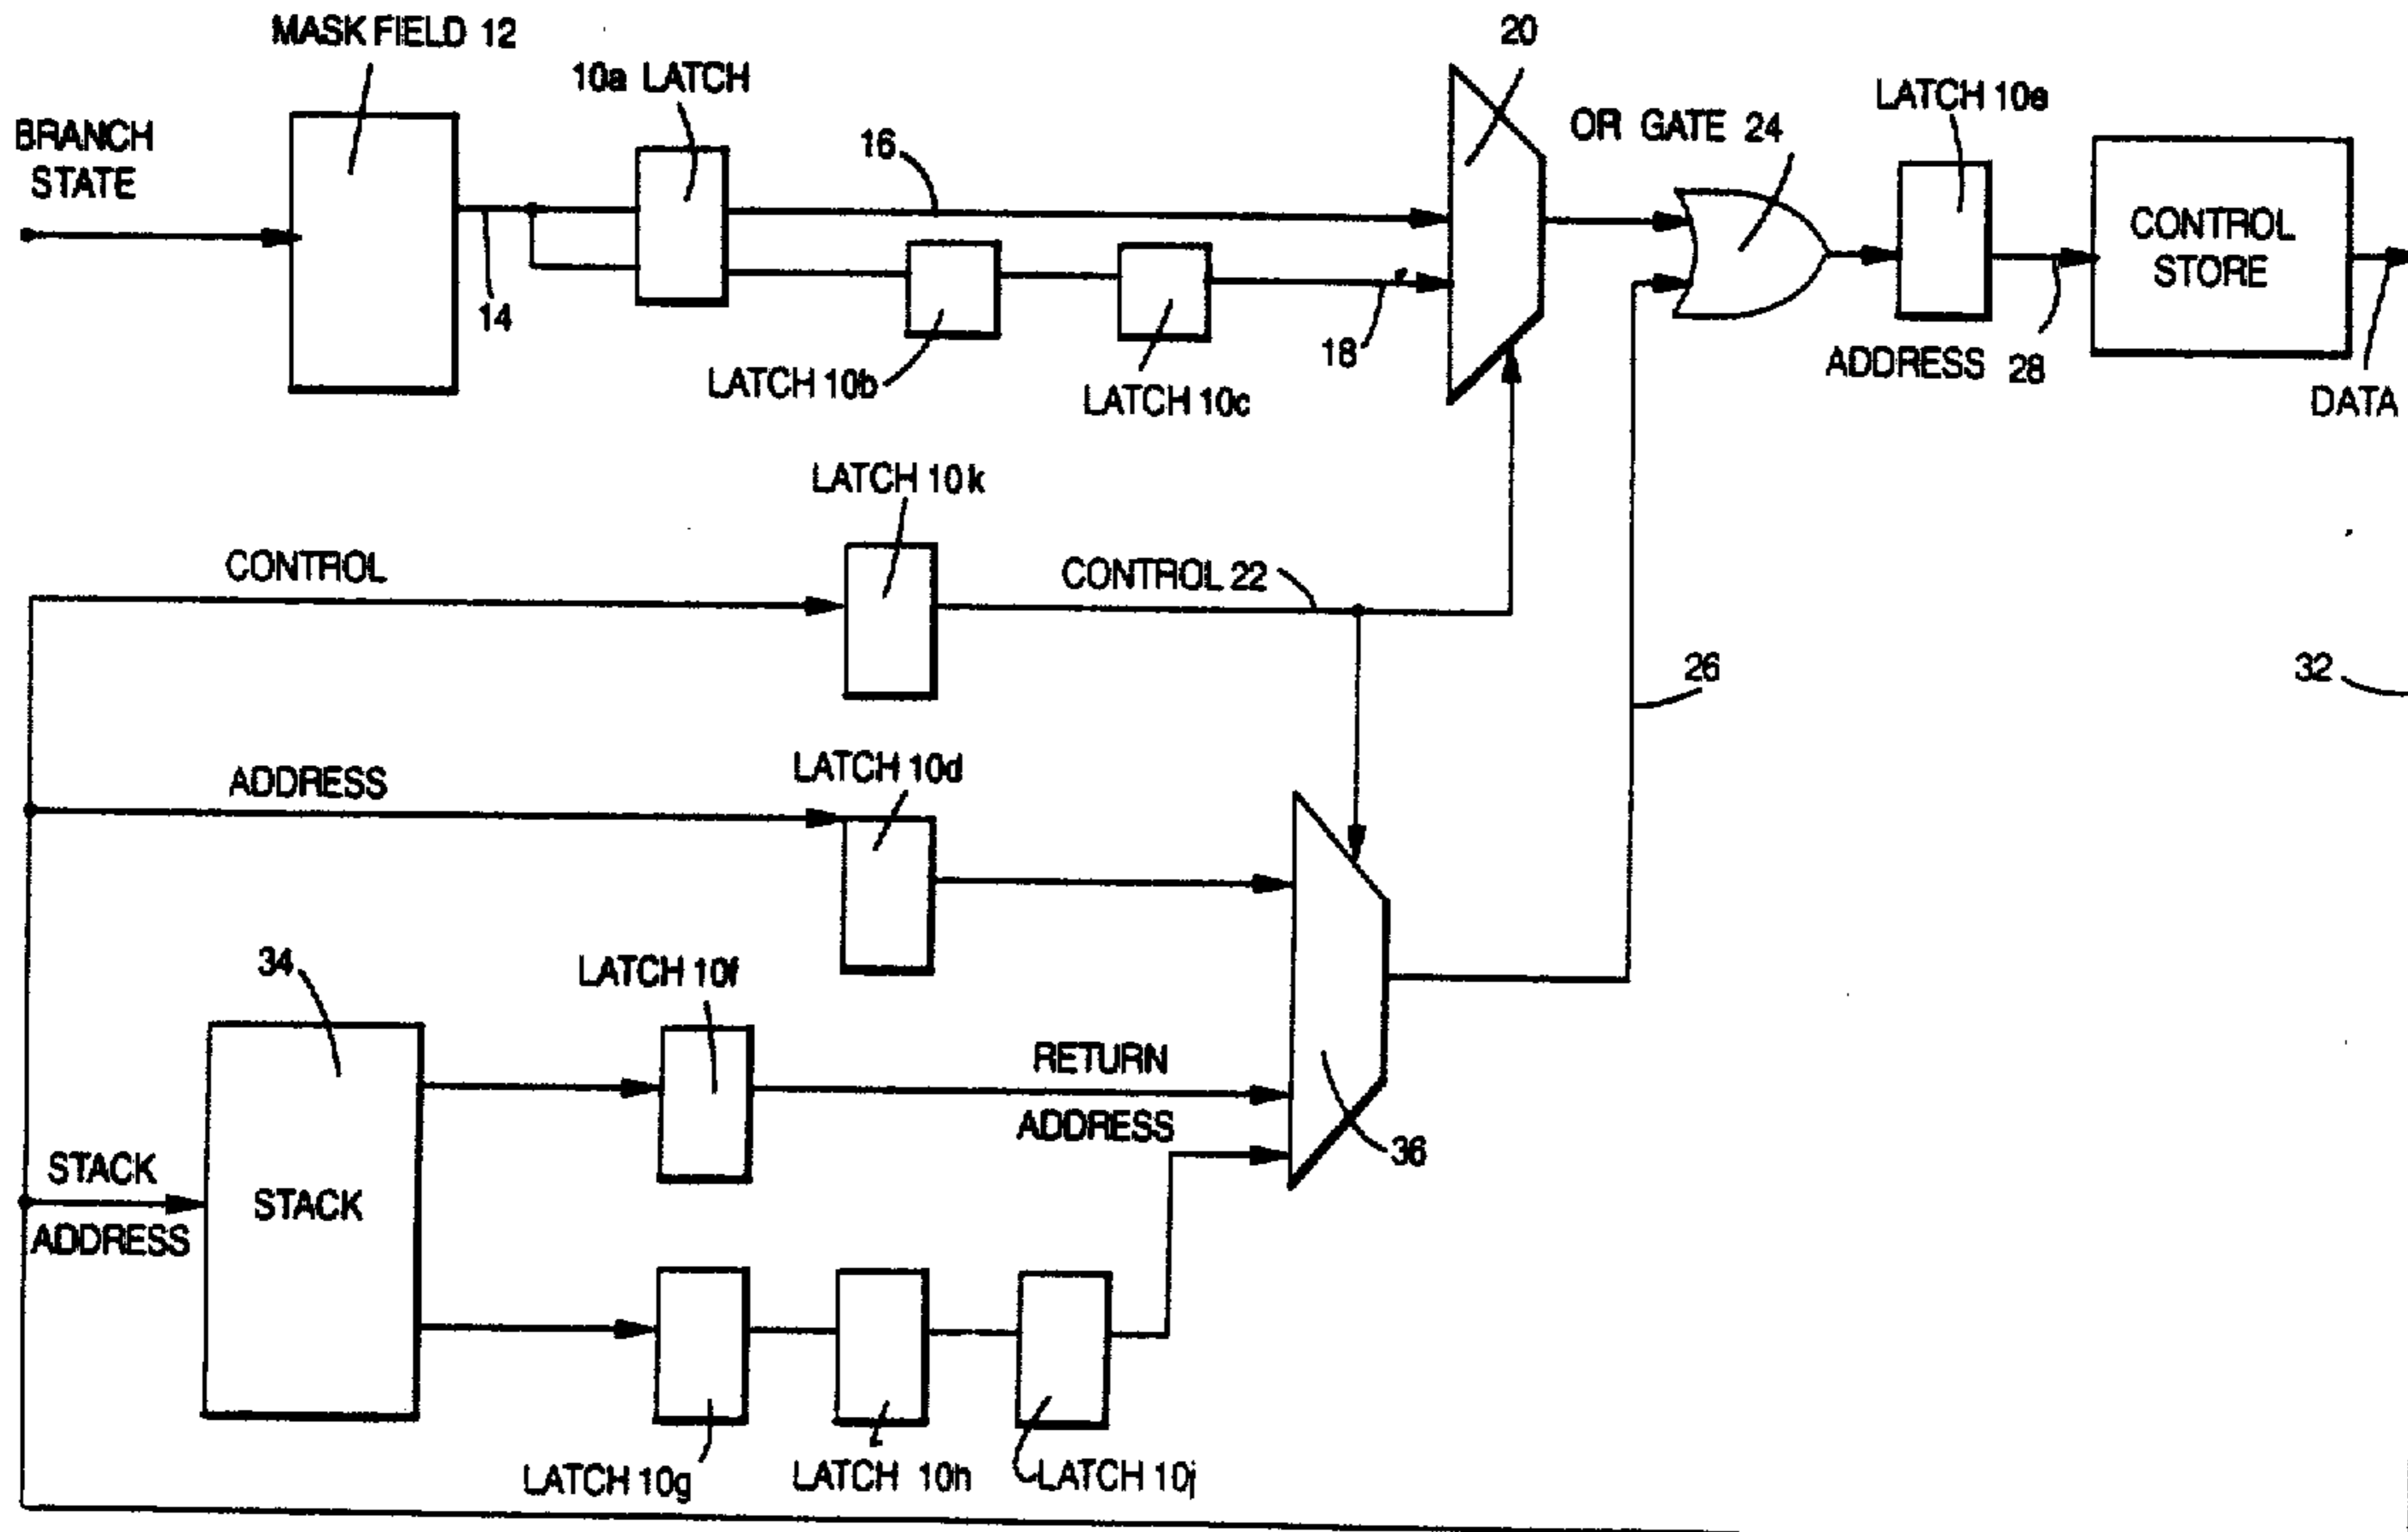 MASK FIELD 12
10a LATCH
20
BRANCH
STATE
16
OR GATE 24
LATCH 10e
CONTROL
STORE
14
LATCH 10b
LATCH 10c
18
ADDRESS 28
DATA
LATCH 10k
CONTROL
CONTROL 22
26
32
ADDRESS
LATCH 10d
34
LATCH 10f
RETURN
ADDRESS
36
STACK
ADDRESS
STACK
LATCH 10g
LATCH 10h
LATCH 10j